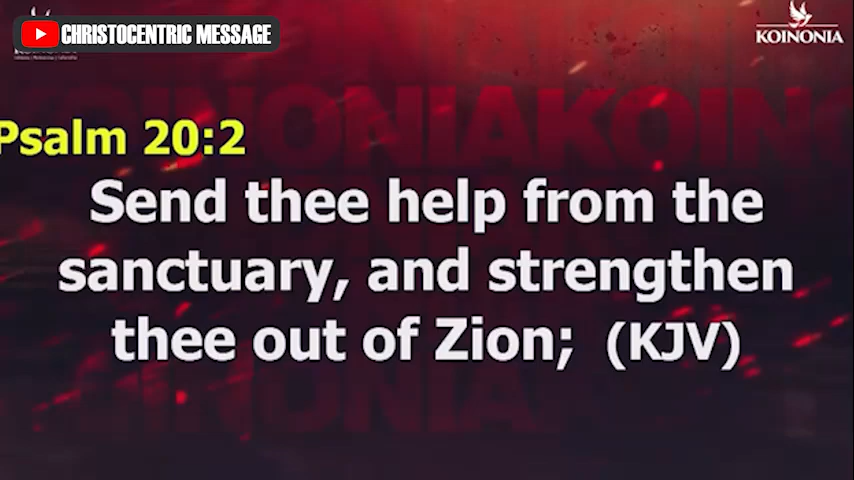 CHRISTOCENTRIC MESSAGE
KOINONIA
Psalm 20:2
Send thee help from the
sanctuary, and strengthen
thee out of Zion; (KJV)